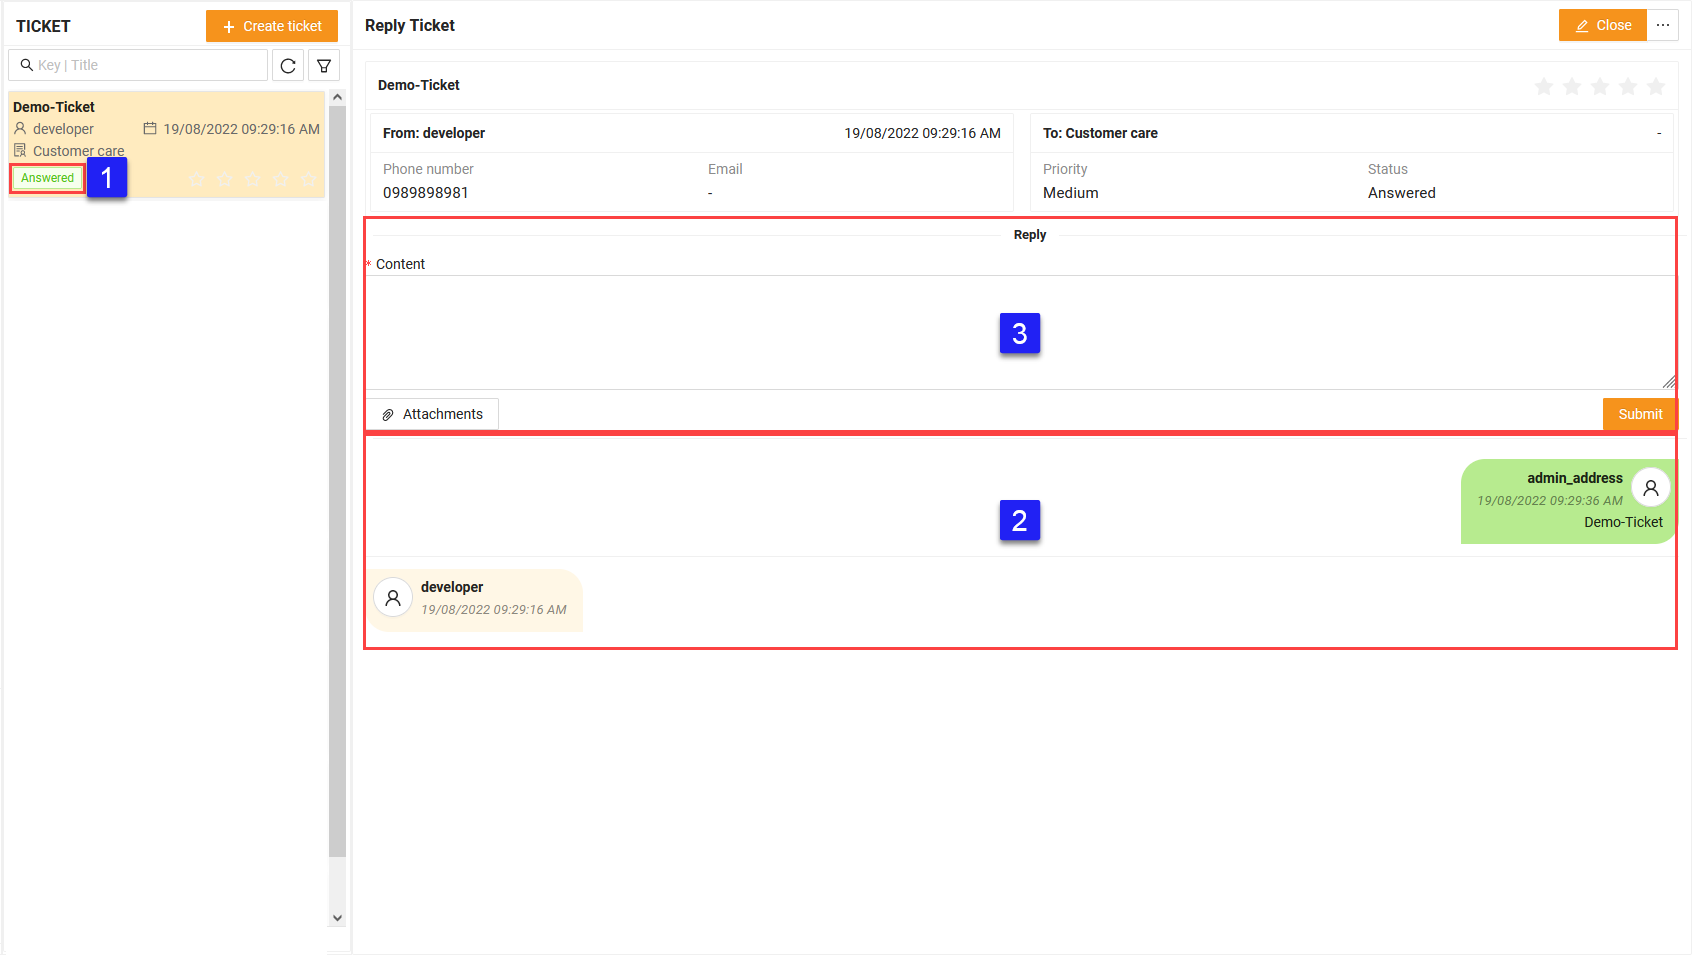 TICKET
Create ticket
Key | Title
Demo-Ticket
developer 19/08/2022 09:29:16 AM
Customer care
Answered
1
Reply Ticket
Close
Demo-Ticket
From: developer 19/08/2022 09:29:16 AM
Phone number Email
0989898981 -
To: Customer care -
Priority Status
Medium Answered
Reply
* Content
3
Attachments
Submit
2
admin_address
19/08/2022 09:29:36 AM
Demo-Ticket
developer
19/08/2022 09:29:16 AM